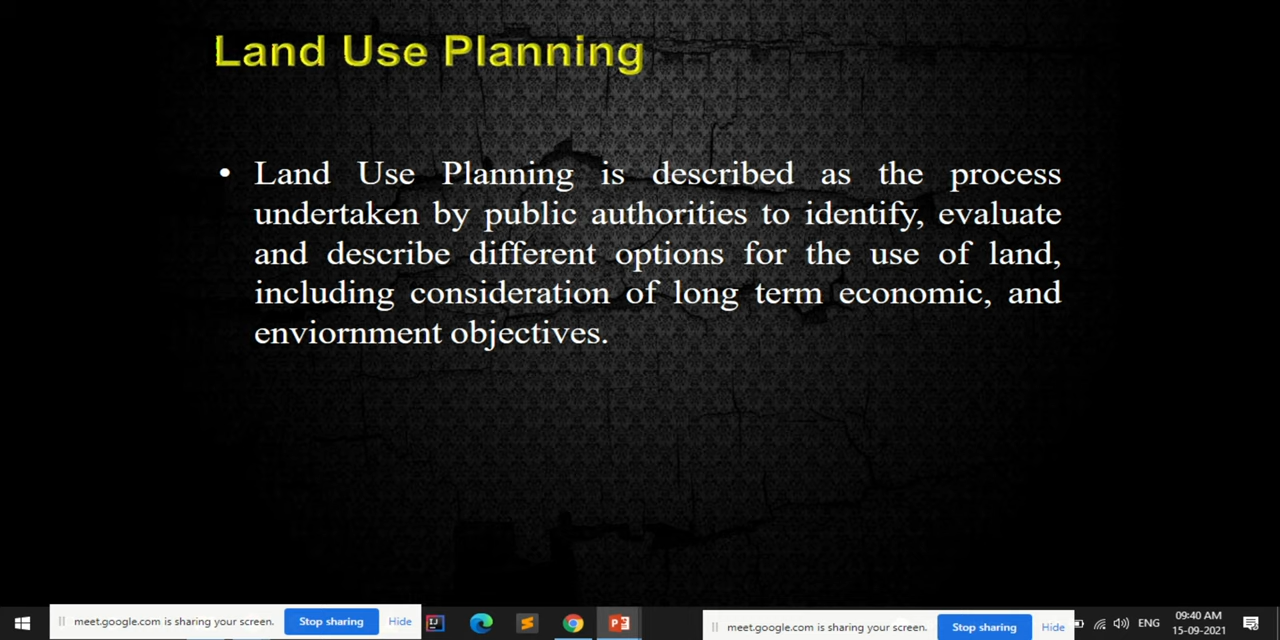 Land Use Planning
• Land Use Planning is described as the process
undertaken by public authorities to identify, evaluate
and describe different options for the use of land,
including consideration of long term economic, and
enviornment objectives.
meet.google.com is sharing your screen. Stop sharing Hide
meet.google.com is sharing your screen. Stop sharing Hide
ENG
09:40 AM
15-09-2021